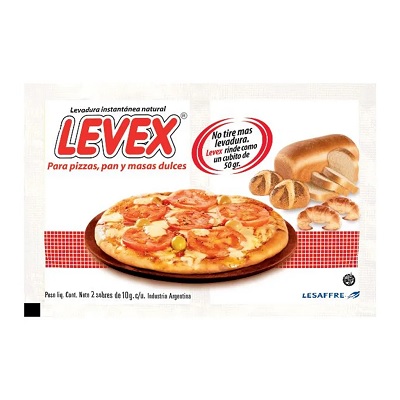 Levadura instantánea natural
LEVEX®
Para pizzas, pan y masas dulces
No tire mas
levadura.
Levex rinde como
un cubito de
50 gr.
Peso liq. Cont. Neto 2 sobres de 10g. c/u. Industria Argentina
LESAFFRE